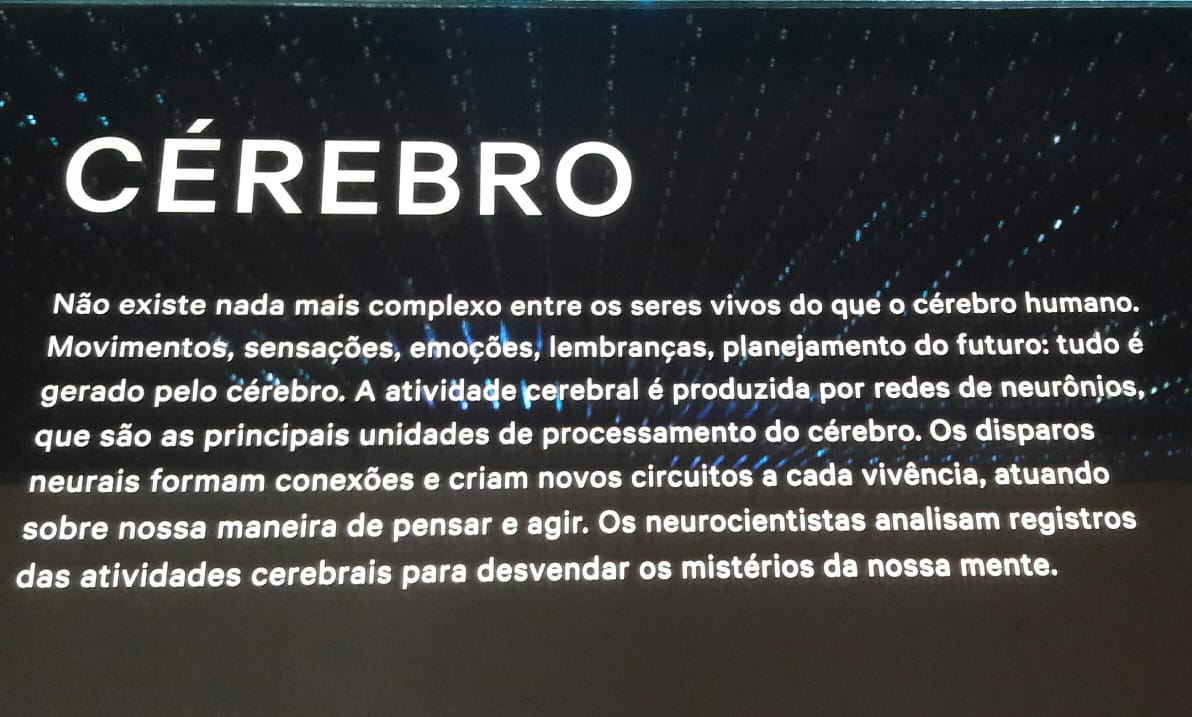 CÉREBRO
Não existe nada mais complexo entre os seres vivos do que o cérebro humano.
Movimentos, sensações, emoções, lembranças, planejamento do futuro: tudo é
gerado pelo cérebro. A atividade cerebral é produzida por redes de neurônios,
que são as principais unidades de processamento do cérebro. Os disparos
neurais formam conexões e criam novos circuitos a cada vivência, atuando
sobre nossa maneira de pensar e agir. Os neurocientistas analisam registros
das atividades cerebrais para desvendar os mistérios da nossa mente.